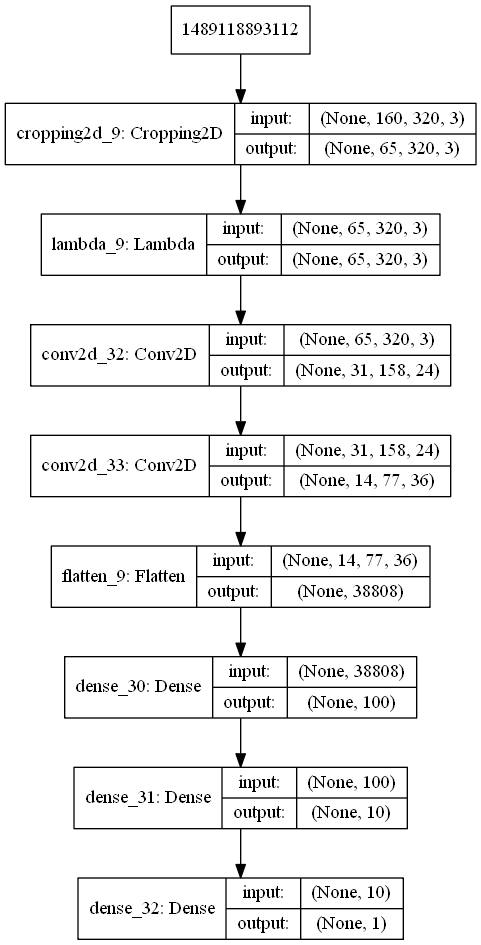 1489118893112
cropping2d_9: Cropping2D
input: (None, 160, 320, 3)
output: (None, 65, 320, 3)
lambda_9: Lambda
input: (None, 65, 320, 3)
output: (None, 65, 320, 3)
conv2d_32: Conv2D
input: (None, 65, 320, 3)
output: (None, 31, 158, 24)
conv2d_33: Conv2D
input: (None, 31, 158, 24)
output: (None, 14, 77, 36)
flatten_9: Flatten
input: (None, 14, 77, 36)
output: (None, 38808)
dense_30: Dense
input: (None, 38808)
output: (None, 100)
dense_31: Dense
input: (None, 100)
output: (None, 10)
dense_32: Dense
input: (None, 10)
output: (None, 1)